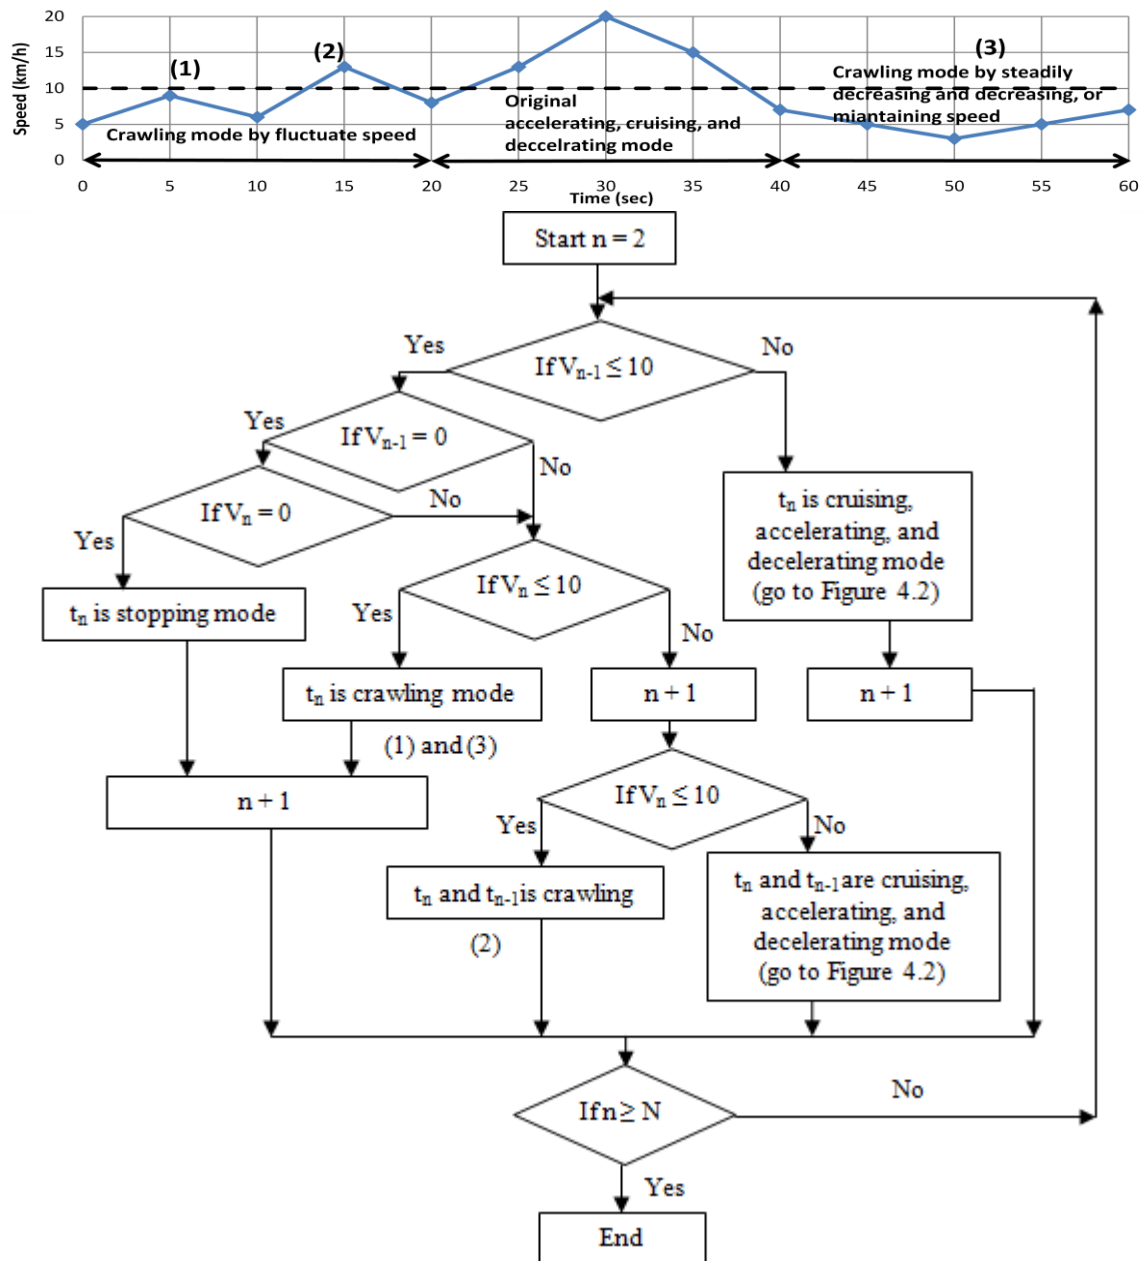 Speed (km/h)
20
15
10
5
0
(1)
(2)
(3)
Crawling mode by fluctuate speed
Original
accelerating, cruising, and
deccelrating mode
Crawling mode by steadily
decreasing and decreasing, or
miantaining speed
0 5 10 15 20 25 30 35 40 45 50 55 60
Time (sec)
Start n = 2
If Vn-1 ≤ 10
Yes
No
If Vn-1 = 0
Yes
No
If Vn = 0
No
Yes
tn is cruising,
accelerating, and
decelerating mode
(go to Figure 4.2)
If Vn ≤ 10
Yes
No
tn is stopping mode
tn is crawling mode
n + 1
n + 1
(1) and (3)
n + 1
If Vn ≤ 10
Yes
No
tn and tn-1 is crawling
(2)
tn and tn-1 are cruising,
accelerating, and
decelerating mode
(go to Figure 4.2)
If n ≥ N
No
Yes
End